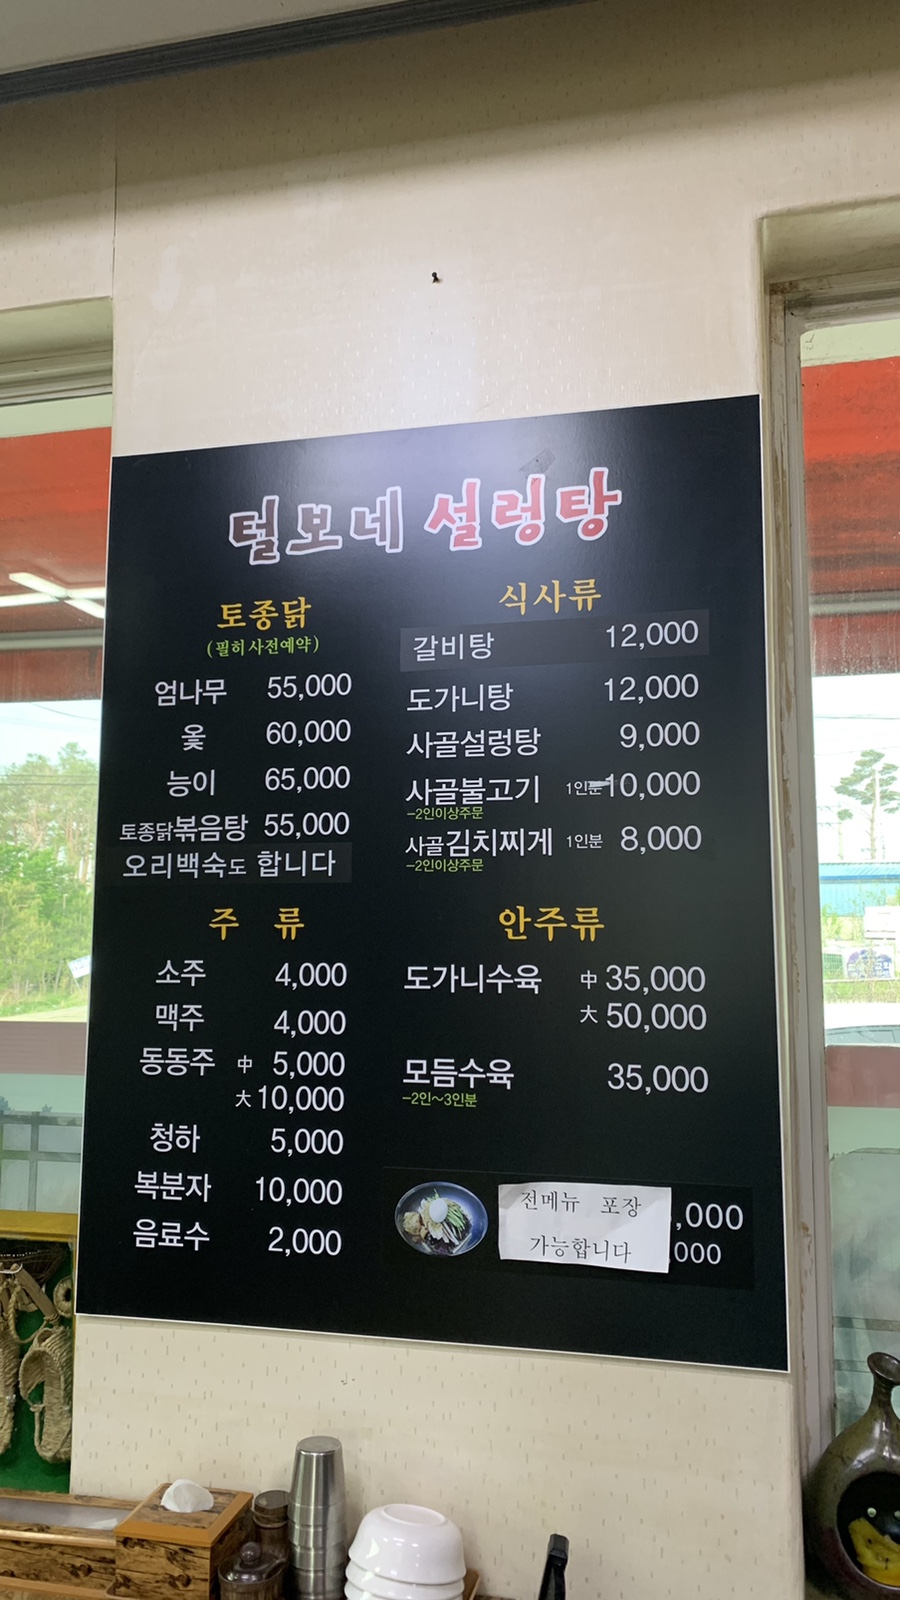 털보네 설렁탕
토종닭
(필히 사전예약)
엄나무 55,000
옻 60,000
능이 65,000
토종닭볶음탕 55,000
오리백숙도 합니다
주 류
소주 4,000
맥주 4,000
동동주 中 5,000
大 10,000
청하 5,000
복분자 10,000
음료수 2,000
식사류
갈비탕 12,000
도가니탕 12,000
사골설렁탕 9,000
사골불고기 1인분 10,000
-2인이상주문
사골김치찌게 1인분 8,000
-2인이상주문
안주류
도가니수육 中 35,000
大 50,000
모듬수육 35,000
-2인~3인분
전메뉴 포장 ,000
가능합니다 000